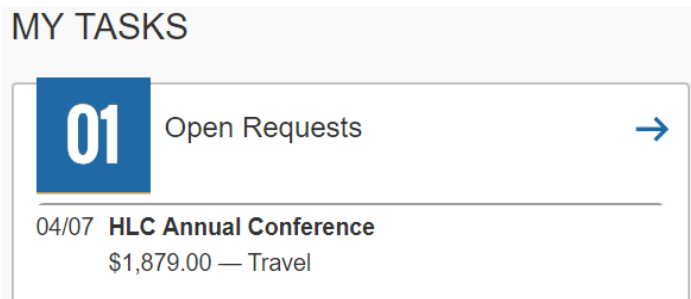 MY TASKS
01
Open Requests
04/07 HLC Annual Conference
$1,879.00 — Travel